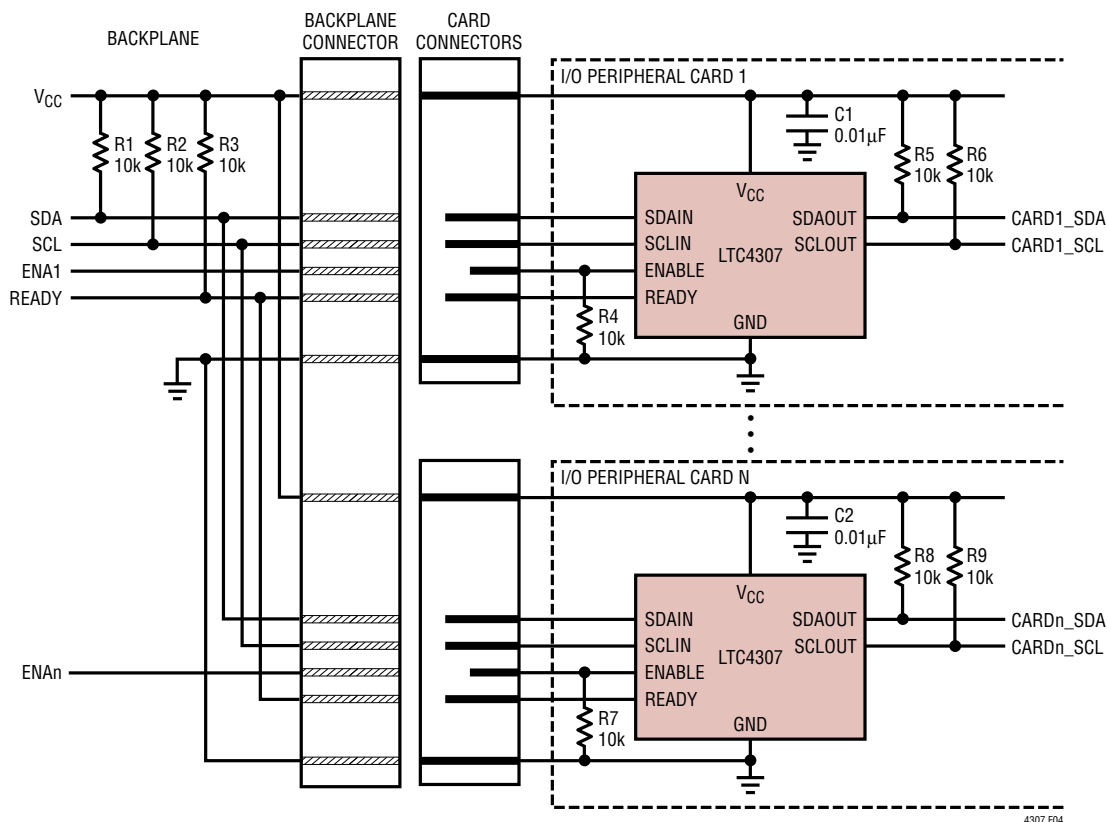 BACKPLANE
BACKPLANE
CONNECTOR
CARD
CONNECTORS
I/O PERIPHERAL CARD 1
VCC
R1
10k
R2
10k
R3
10k
C1
0.01μF
R5
10k
R6
10k
VCC
SDA
SCL
ENA1
READY
SDAIN
SCLIN
ENABLE
READY
LTC4307
SDAOUT
SCLOUT
GND
CARD1_SDA
CARD1_SCL
R4
10k
I/O PERIPHERAL CARD N
C2
0.01μF
R8
10k
R9
10k
VCC
SDAIN
SCLIN
ENABLE
READY
LTC4307
SDAOUT
SCLOUT
GND
CARDn_SDA
CARDn_SCL
ENAn
R7
10k
4307 F04